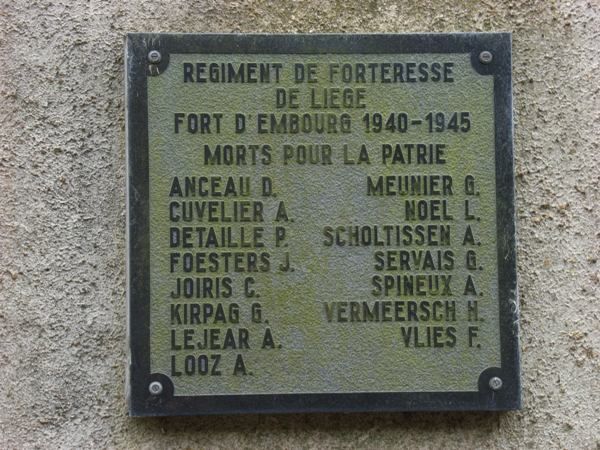 REGIMENT DE FORTERESSE
DE LIEGE
FORT D'EMBOURG 1940-1945
MORTS POUR LA PATRIE
ANCEAU D. MEUNIER G.
CUVELIER A. NOEL L.
DETAILLE P. SCHOLTISSEN A.
FOESTERS J. SERVAIS G.
JOIRIS C. SPINEUX A.
KIRPAG G. VERMEERSCH H.
LEJEAR A. VLIES F.
LOOZ A.